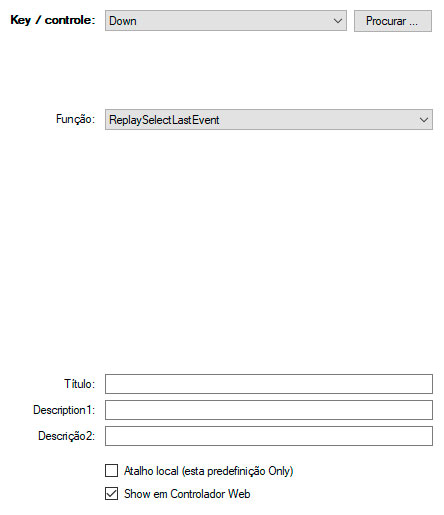 Key / controle: Down Procurar ...
Função: ReplaySelectLastEvent
Título:
Description1:
Descrição2:
Atalho local (esta predefinição Only)
Show em Controlador Web